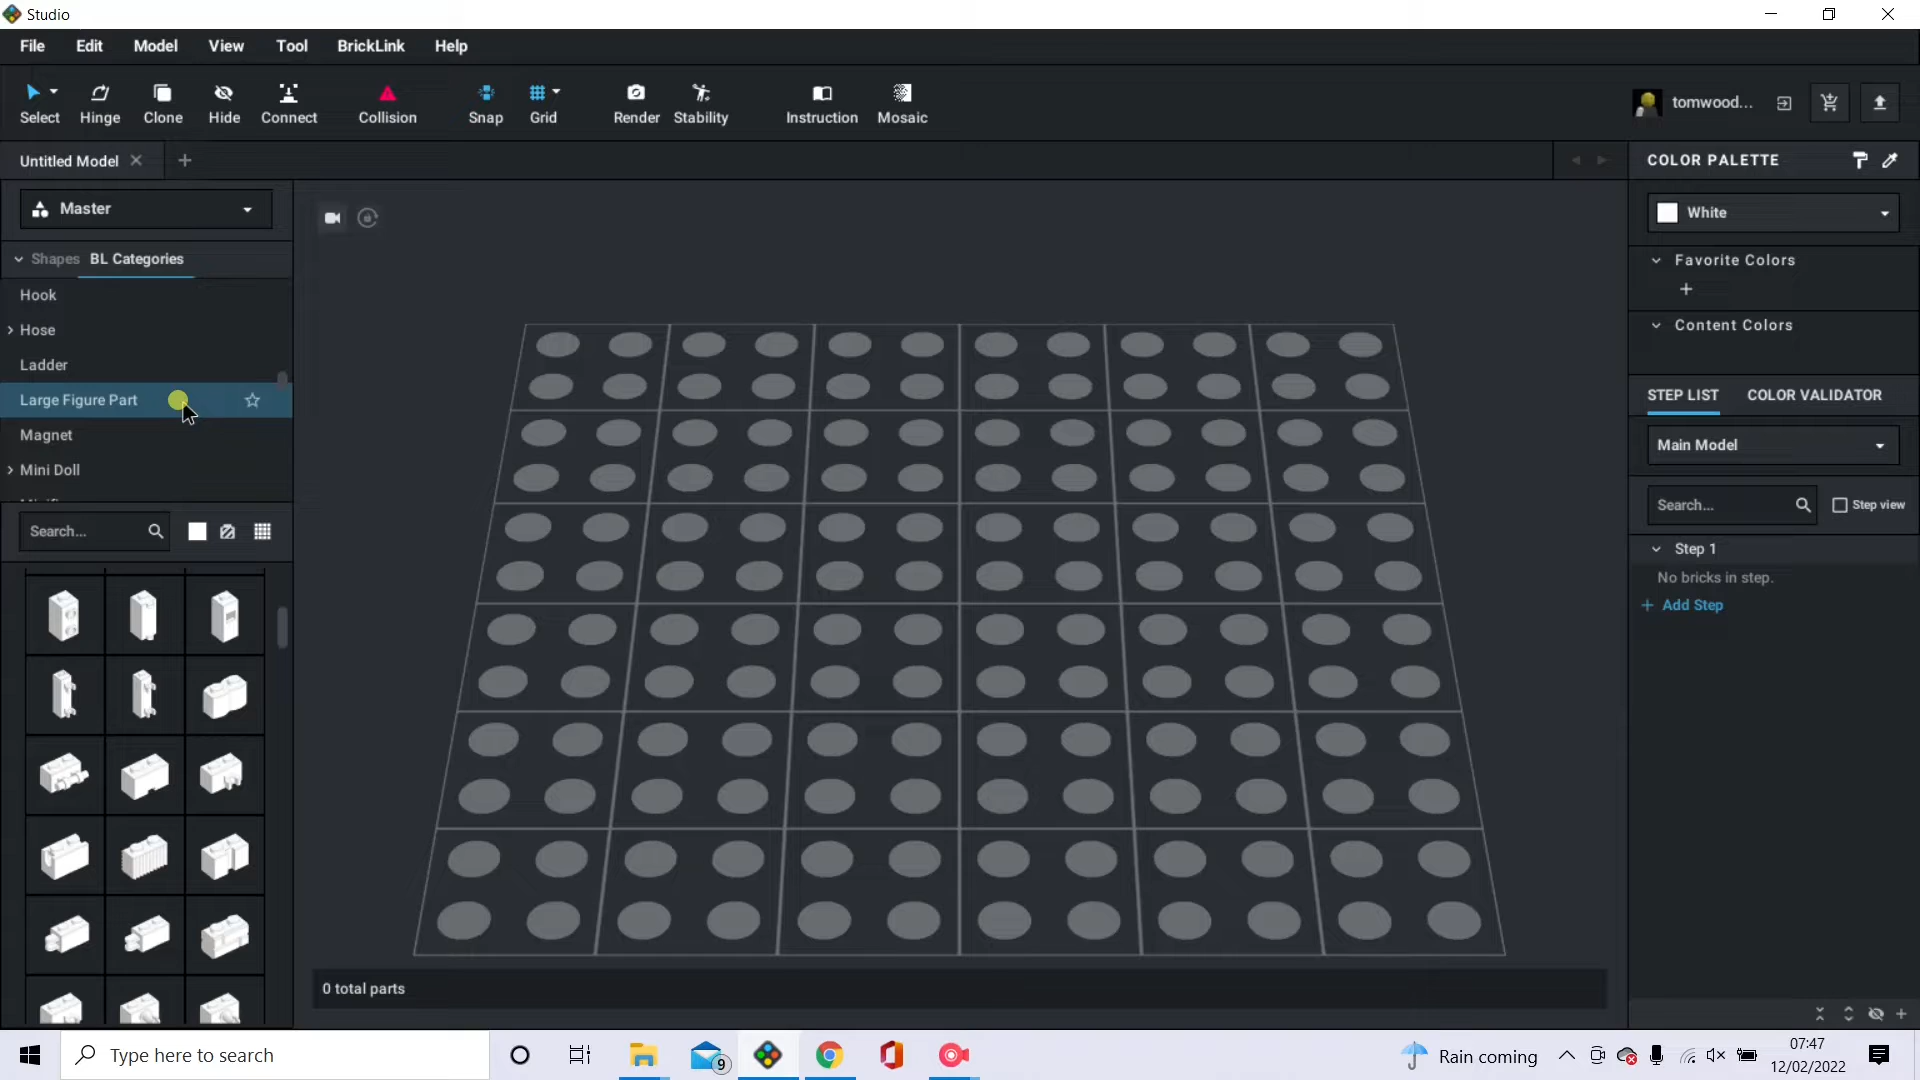 Studio
File Edit Model View Tool BrickLink Help
Select Hinge Clone Hide Connect Collision Snap Grid Render Stability Instruction Mosaic
tomwood...
Untitled Model
COLOR PALETTE
Master
White
Shapes BL Categories
Favorite Colors
Hook
Hose
Content Colors
Ladder
Large Figure Part
STEP LIST COLOR VALIDATOR
Magnet
Main Model
Mini Doll
Search...
Step view
Search...
Step 1
No bricks in step.
+ Add Step
0 total parts
Type here to search
9
Rain coming
07:47
12/02/2022